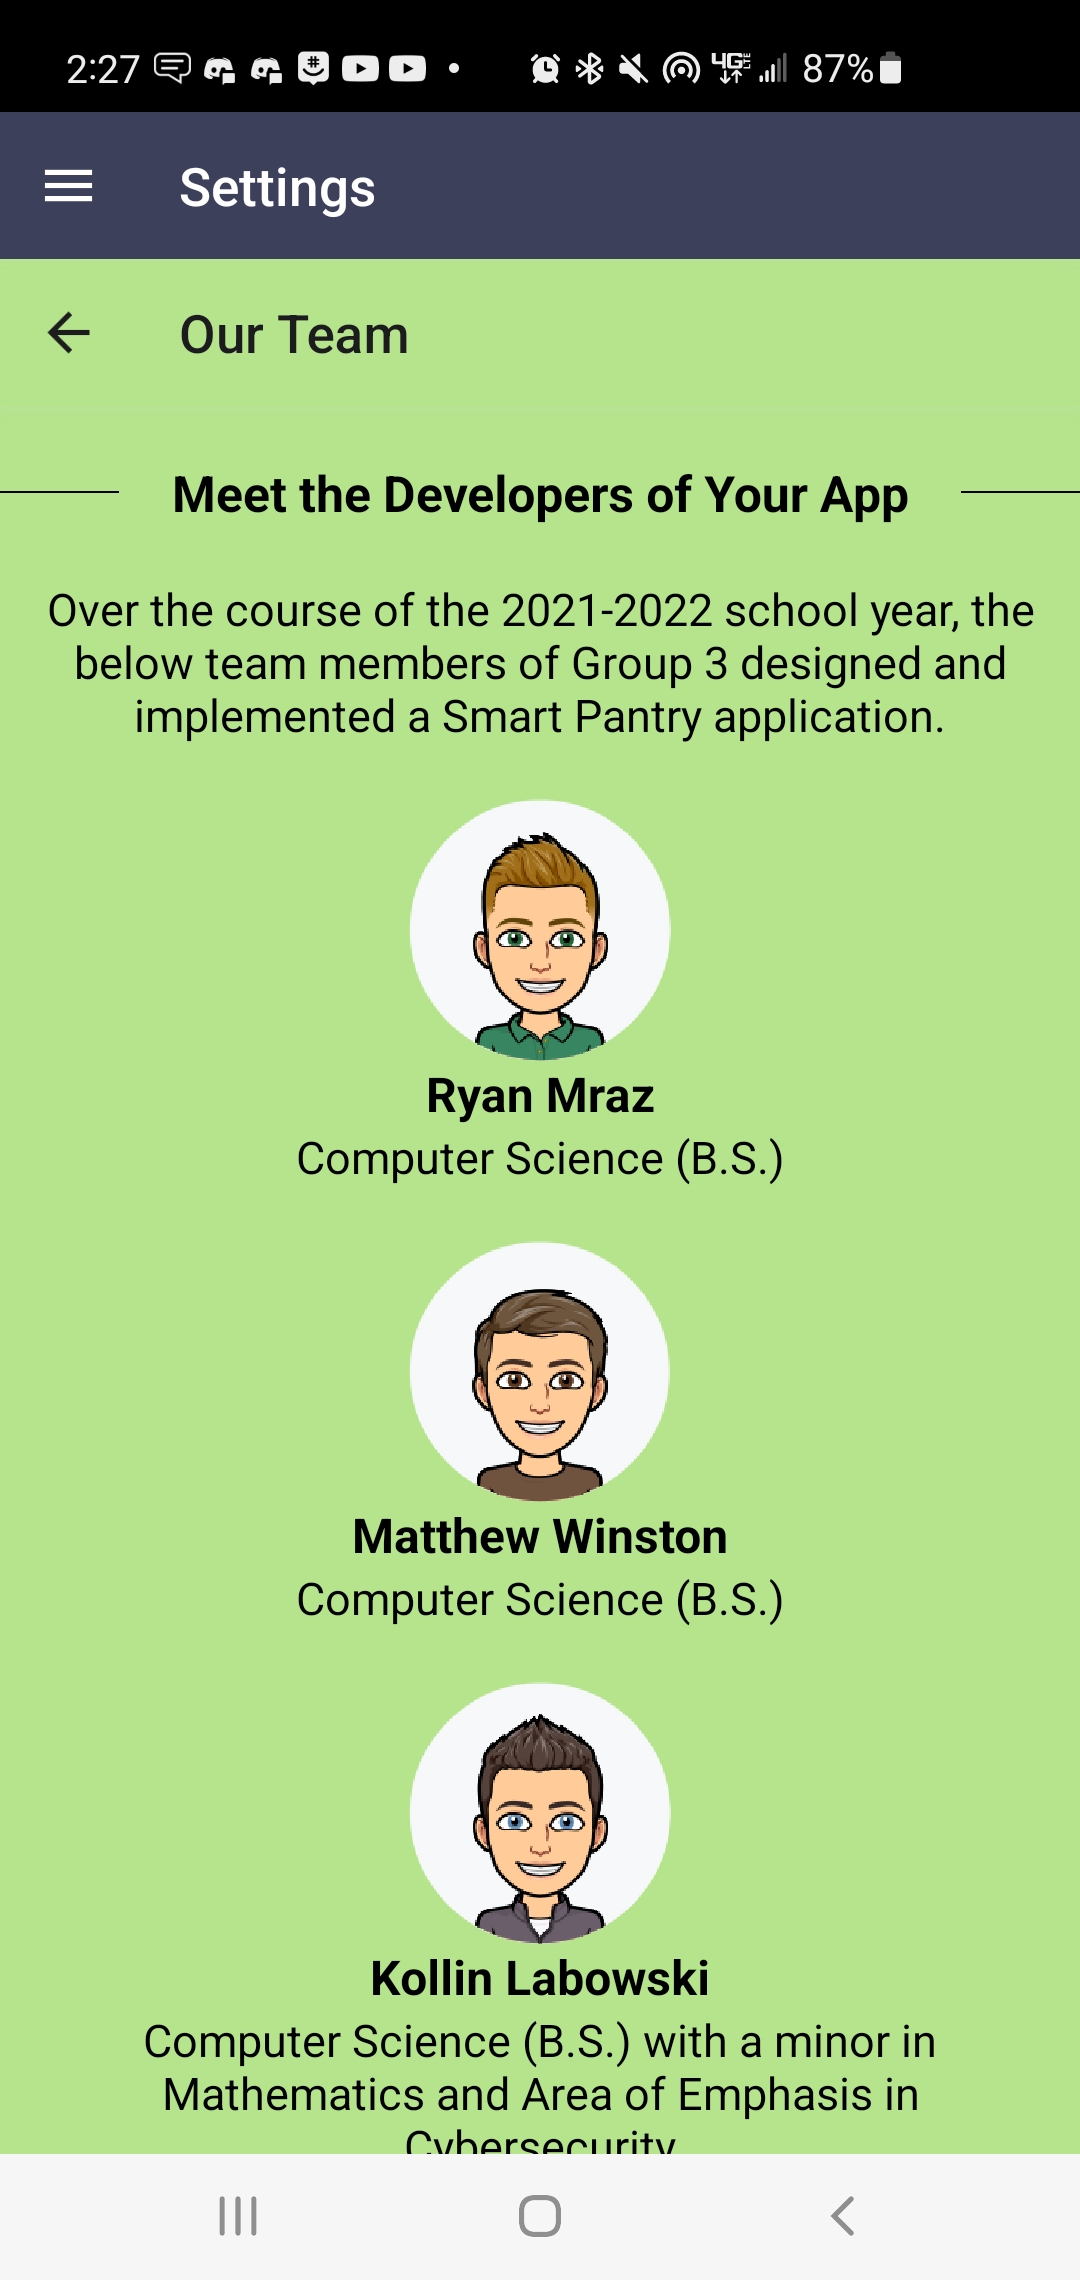 2:27
4G LTE 87%
Settings
Our Team
Meet the Developers of Your App
Over the course of the 2021-2022 school year, the
below team members of Group 3 designed and
implemented a Smart Pantry application.
Ryan Mraz
Computer Science (B.S.)
Matthew Winston
Computer Science (B.S.)
Kollin Labowski
Computer Science (B.S.) with a minor in
Mathematics and Area of Emphasis in
Cybersecurity